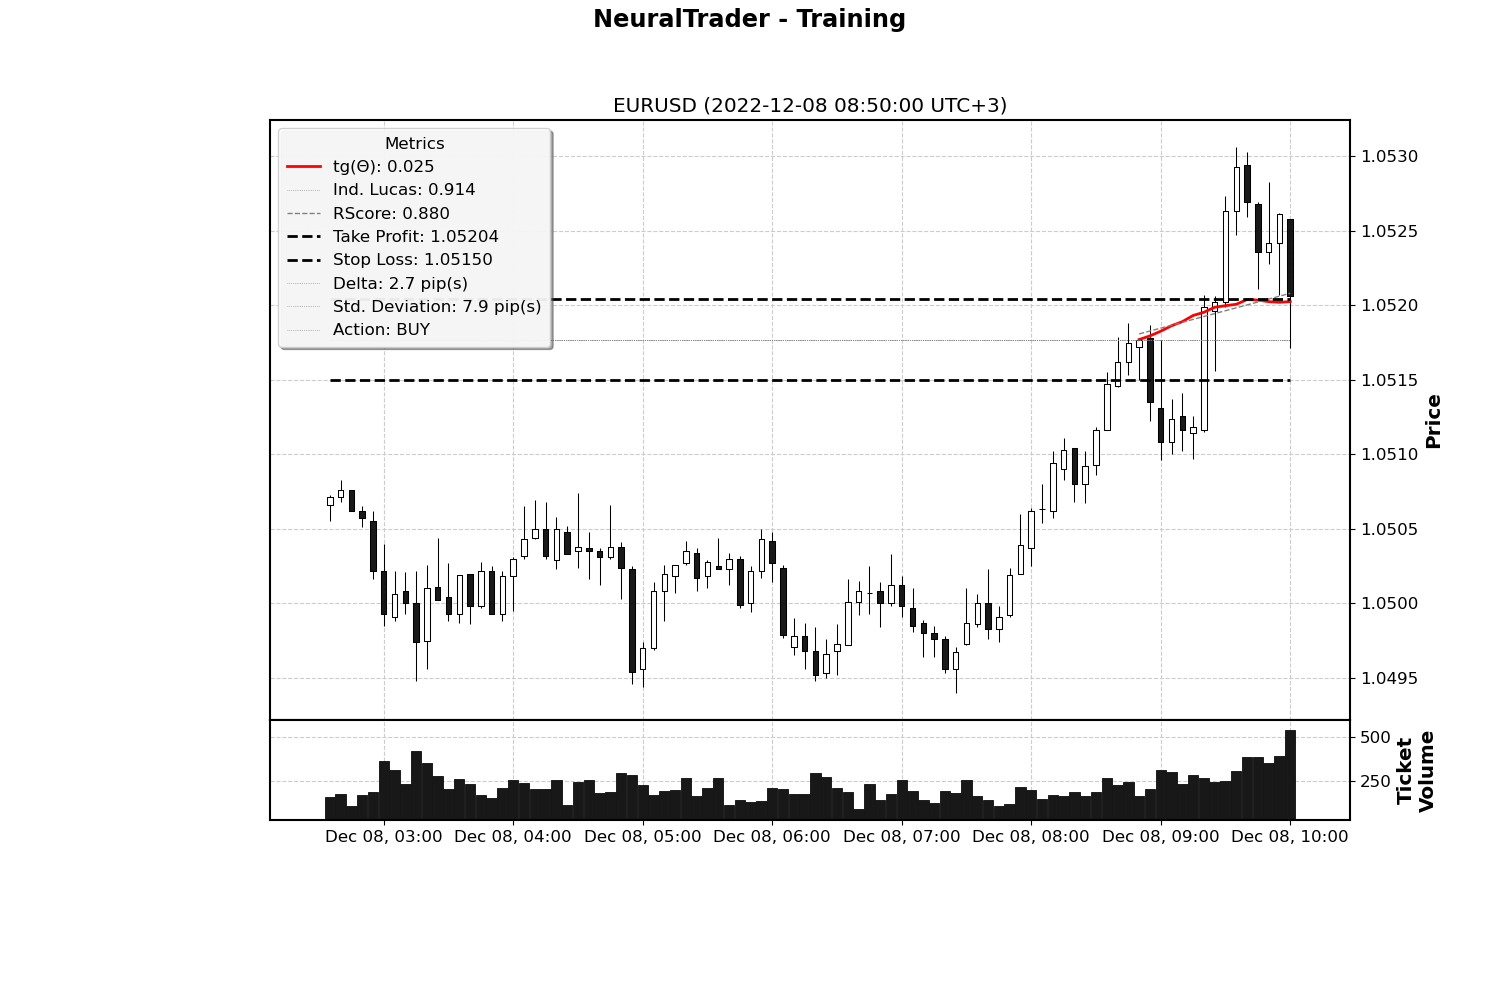 NeuralTrader - Training
EURUSD (2022-12-08 08:50:00 UTC+3)
Metrics
tg(Θ): 0.025
Ind. Lucas: 0.914
RScore: 0.880
Take Profit: 1.05204
Stop Loss: 1.05150
Delta: 2.7 pip(s)
Std. Deviation: 7.9 pip(s)
Action: BUY
1.0530
1.0525
1.0520
1.0515
1.0510
1.0505
1.0500
1.0495
Price
500
250
Ticket
Volume
Dec 08, 03:00 Dec 08, 04:00 Dec 08, 05:00 Dec 08, 06:00 Dec 08, 07:00 Dec 08, 08:00 Dec 08, 09:00 Dec 08, 10:00